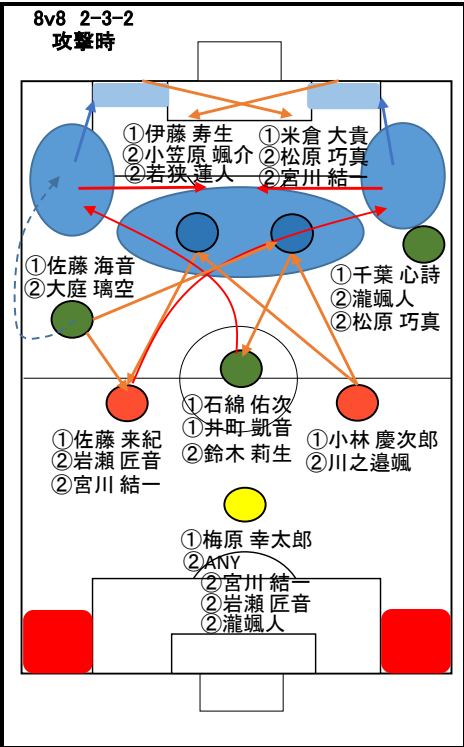 8v8 2-3-2
攻撃時
①伊藤 寿生
②小笠原 颯介
②若狭 蓮人
①米倉 大貴
②松原 巧真
②宮川 結一
①佐藤 海音
②大庭 璃空
①千葉 心詩
②瀧颯人
②松原 巧真
①佐藤 来紀
②岩瀬 匠音
②宮川 結一
①石綿 佑次
①井町 凱音
②鈴木 莉生
①小林 慶次郎
②川之邉颯
①梅原 幸太郎
②ANY
②宮川 結一
②岩瀬 匠音
②瀧颯人